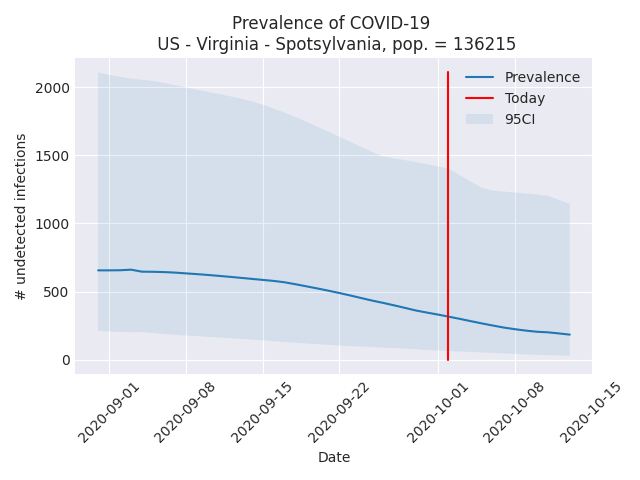 Prevalence of COVID-19
US - Virginia - Spotsylvania, pop. = 136215
Prevalence
Today
95CI
2000
1500
1000
500
0
# undetected infections
2020-09-01
2020-09-08
2020-09-15
2020-09-22
2020-10-01
2020-10-08
2020-10-15
Date